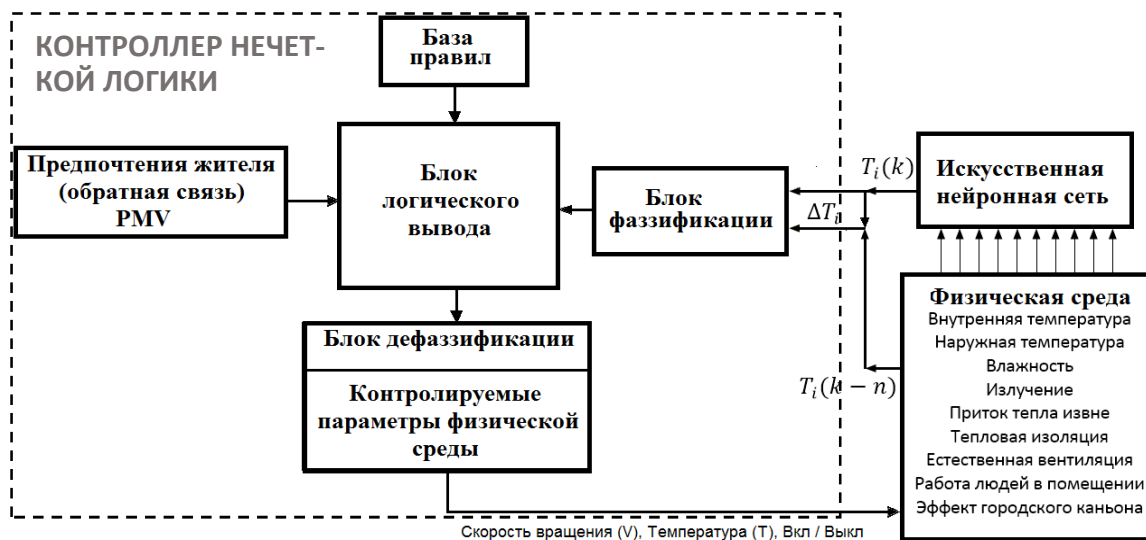 КОНТРОЛЛЕР НЕЧЕТ-
КОЙ ЛОГИКИ
База
правил
Предпочтения жителя
(обратная связь)
PMV
Блок
логического
вывода
Блок
фаззификации
T_i(k)
ΔT_i
Искусственная
нейронная сеть
Физическая среда
Внутренняя температура
Наружная температура
Влажность
Излучение
Приток тепла извне
Тепловая изоляция
Естественная вентиляция
Работа людей в помещении
Эффект городского каньона
T_i(k − n)
Блок дефаззификации
Контролируемые
параметры физической
среды
Скорость вращения (V), Температура (T), Вкл / Выкл